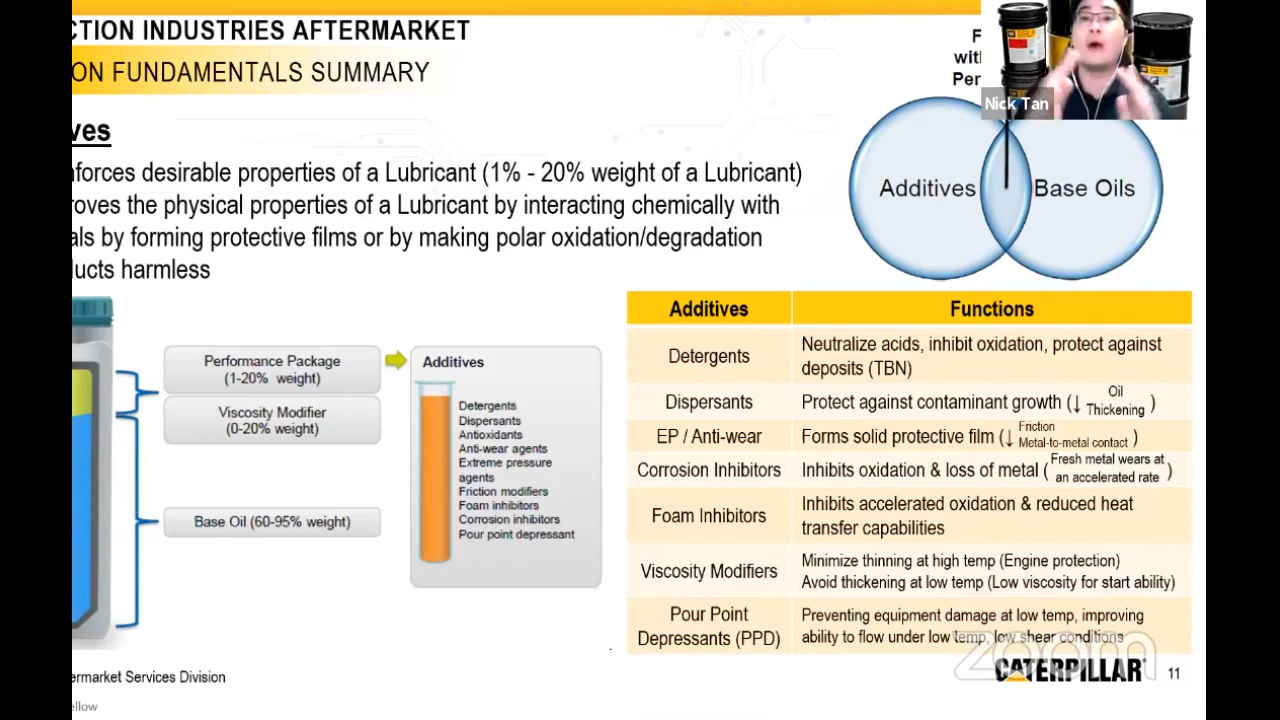 CTION INDUSTRIES AFTERMARKET
ON FUNDAMENTALS SUMMARY
ves
nforces desirable properties of a Lubricant (1% - 20% weight of a Lubricant)
roves the physical properties of a Lubricant by interacting chemically with
als by forming protective films or by making polar oxidation/degradation
ducts harmless
F
with
Per
Nick Tan
Additives
Base Oils
Performance Package
(1-20% weight)
Viscosity Modifier
(0-20% weight)
Base Oil (60-95% weight)
Additives
Detergents
Dispersants
Antioxidants
Anti-wear agents
Extreme pressure
agents
Friction modifiers
Foam inhibitors
Corrosion inhibitors
Pour point depressant
Additives Functions
Detergents Neutralize acids, inhibit oxidation, protect against
deposits (TBN)
Dispersants Protect against contaminant growth (↓ Oil
Thickening )
EP / Anti-wear Forms solid protective film (↓ Friction
Metal-to-metal contact )
Corrosion Inhibitors Inhibits oxidation & loss of metal ( Fresh metal wears at
an accelerated rate )
Foam Inhibitors Inhibits accelerated oxidation & reduced heat
transfer capabilities
Viscosity Modifiers Minimize thinning at high temp (Engine protection)
Avoid thickening at low temp (Low viscosity for start ability)
Pour Point
Depressants (PPD) Preventing equipment damage at low temp, improving
ability to flow under low temp, low shear conditions
zoom
CATERPILLAR
11
ermarket Services Division
ellow